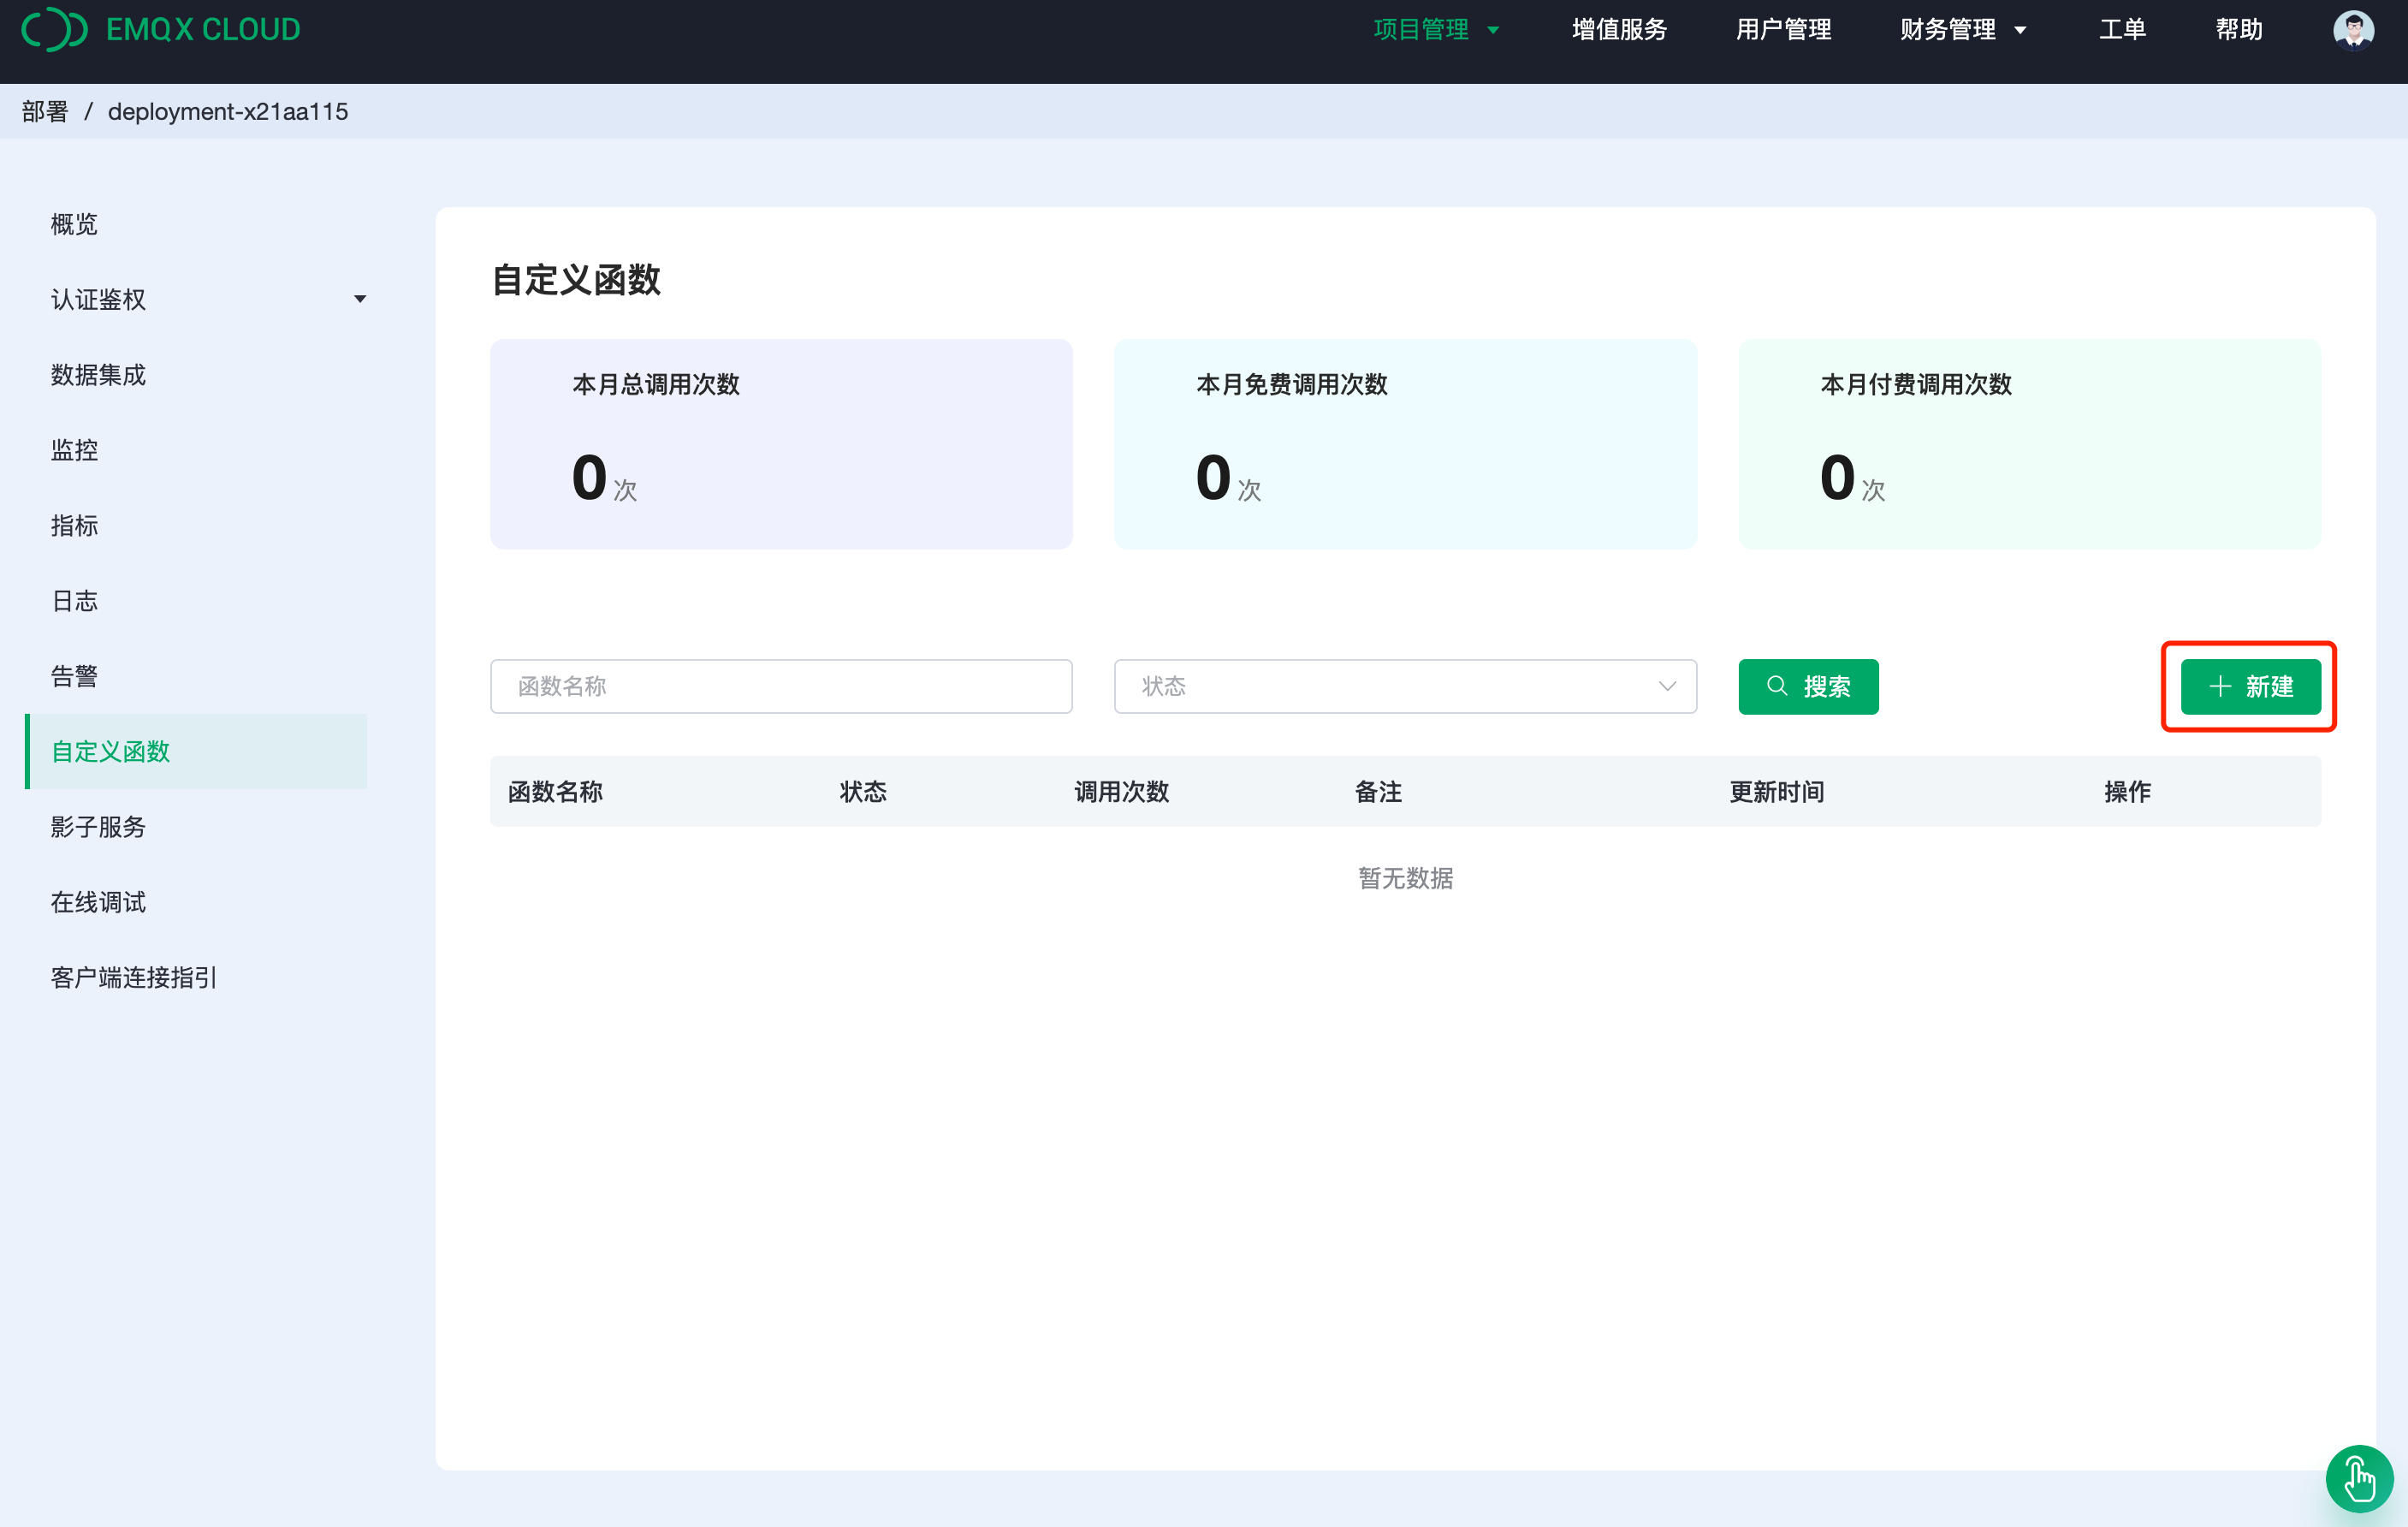 EMQX CLOUD
项目管理
增值服务
用户管理
财务管理
工单
帮助
部署 / deployment-x21aa115
概览
认证鉴权
数据集成
监控
指标
日志
告警
自定义函数
影子服务
在线调试
客户端连接指引
自定义函数
本月总调用次数
0 次
本月免费调用次数
0 次
本月付费调用次数
0 次
函数名称
状态
搜索
新建
函数名称 状态 调用次数 备注 更新时间 操作
暂无数据